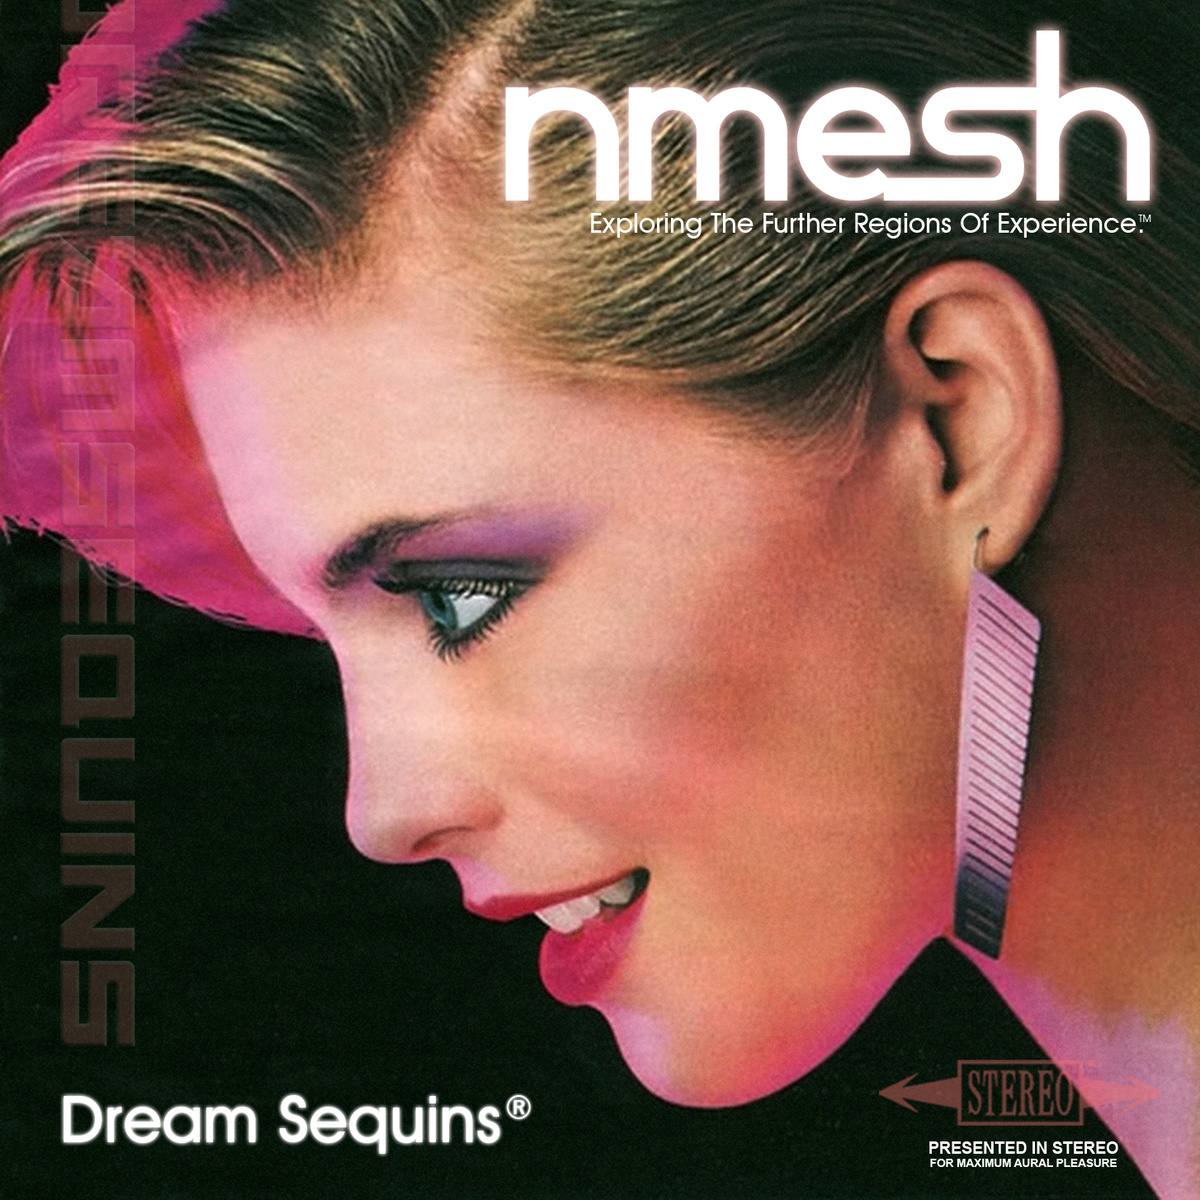 nmesh
Exploring The Further Regions Of Experience.™
DREAM SEQUINS
Dream Sequins®
STEREO
PRESENTED IN STEREO
FOR MAXIMUM AURAL PLEASURE